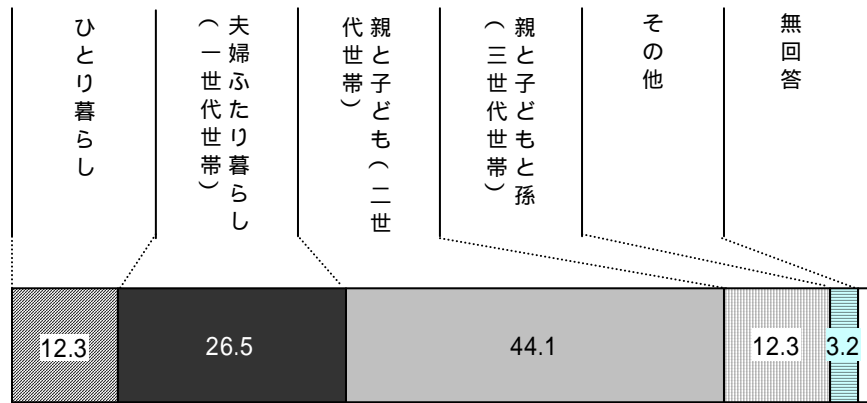 ひとり暮らし
夫婦ふたり暮らし
（一世代世帯）
親と子ども（二世
代世帯）
親と子どもと孫
（三世代世帯）
その他
無回答
12.3
26.5
44.1
12.3
3.2